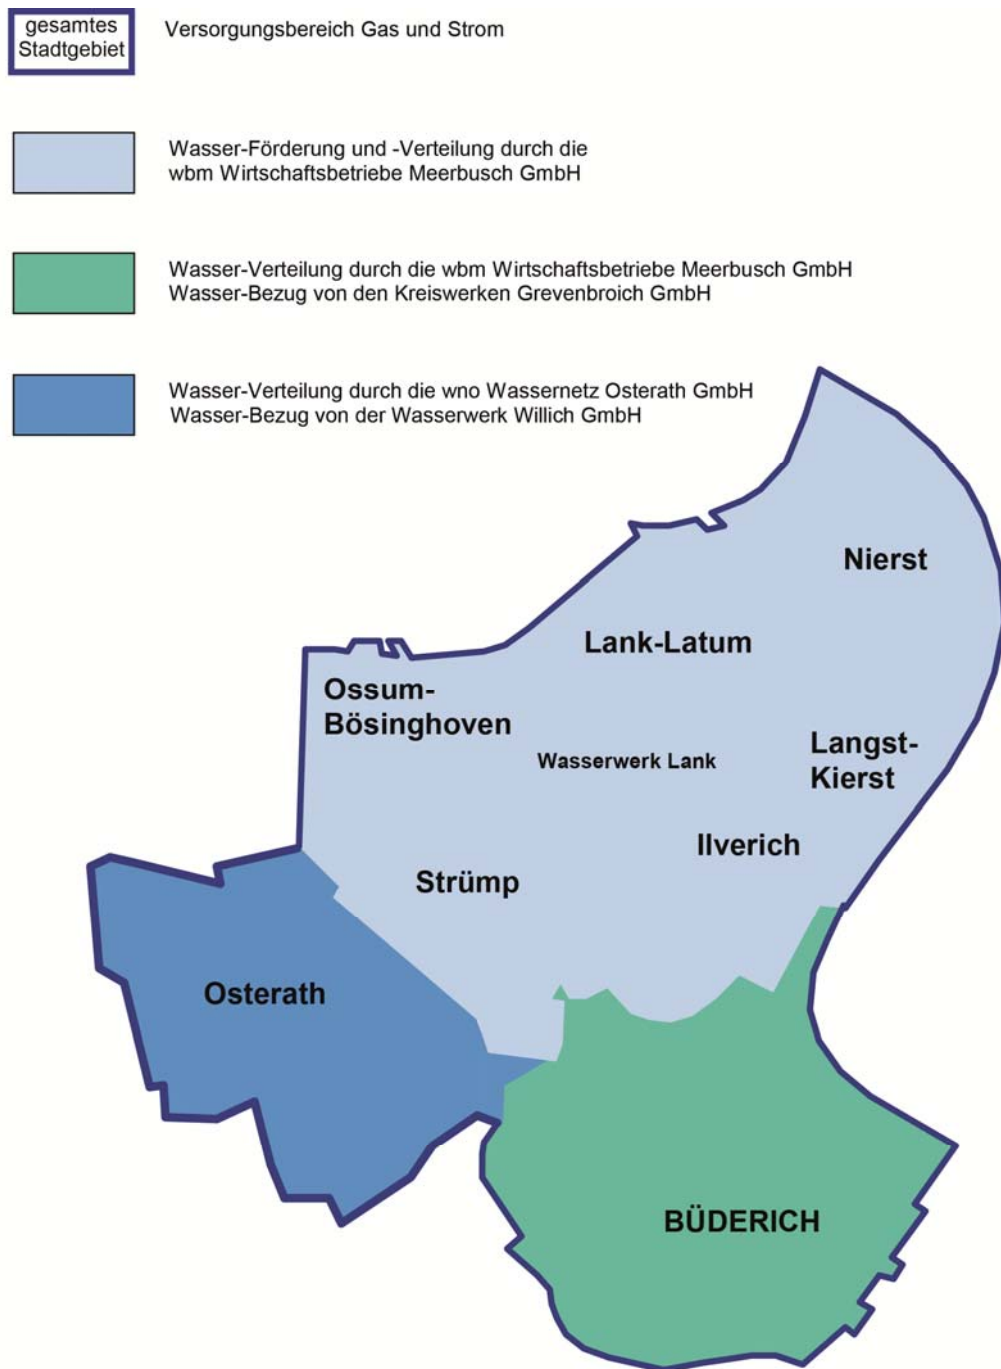 gesamtes
Stadtgebiet
Versorgungsbereich Gas und Strom
Wasser-Förderung und -Verteilung durch die
wbm Wirtschaftsbetriebe Meerbusch GmbH
Wasser-Verteilung durch die wbm Wirtschaftsbetriebe Meerbusch GmbH
Wasser-Bezug von den Kreiswerken Grevenbroich GmbH
Wasser-Verteilung durch die wno Wassernetz Osterath GmbH
Wasser-Bezug von der Wasserwerk Willich GmbH
Nierst
Lank-Latum
Ossum-
Bösinghoven
Langst-
Kierst
Wasserwerk Lank
Ilverich
Strümp
Osterath
BÜDERICH